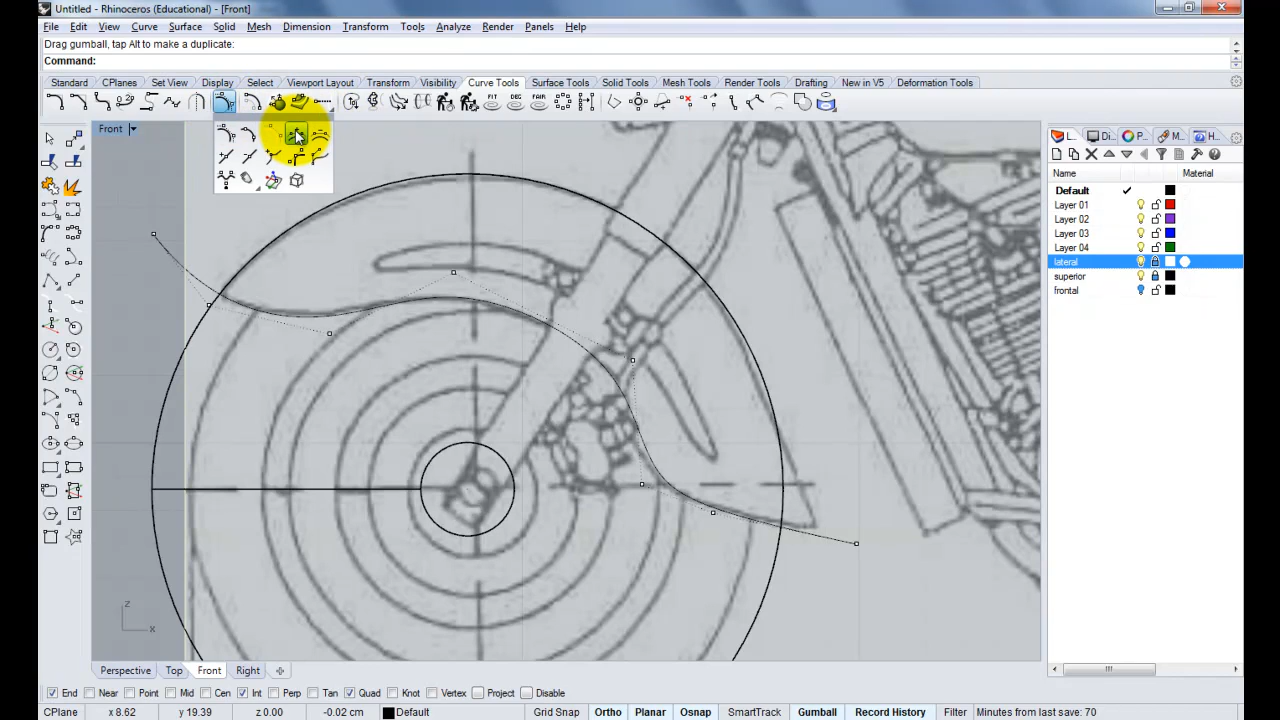 Untitled - Rhinoceros (Educational) - [Front]
File Edit View Curve Surface Solid Mesh Dimension Transform Tools Analyze Render Panels Help
Drag gumball, tap Alt to make a duplicate:
Command:
Standard CPlanes Set View Display Select Viewport Layout Transform Visibility Curve Tools Surface Tools Solid Tools Mesh Tools Render Tools Drafting New in V5 Deformation Tools
FIT DEG FAIR
Front
L... Di... P... M... H...
Name Material
Default
Layer 01
Layer 02
Layer 03
Layer 04
lateral
superior
frontal
z
x
Perspective Top Front Right
End Near Point Mid Cen Int Perp Tan Quad Knot Vertex Project Disable
CPlane x 8.62 y 19.39 z 0.00 -0.02 cm Default Grid Snap Ortho Planar Osnap SmartTrack Gumball Record History Filter Minutes from last save: 70